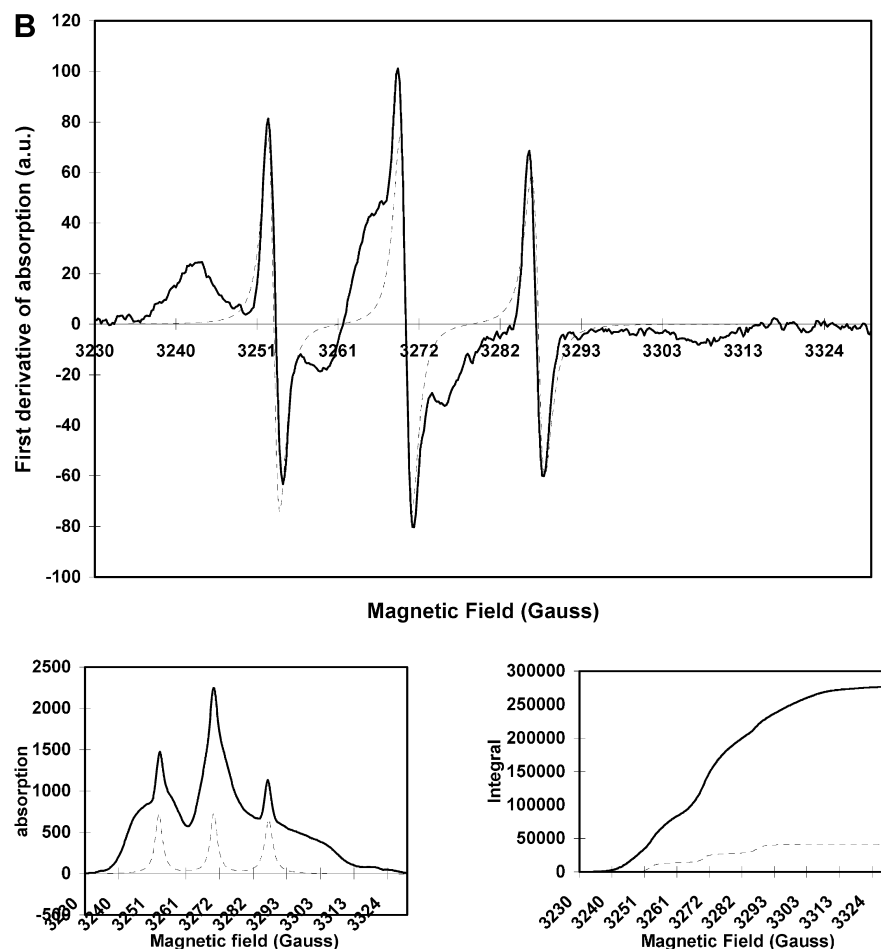 B
120
100
80
60
40
20
0
-20
-40
-60
-80
-100
First derivative of absorption (a.u.)
3230 3240 3251 3261 3272 3282 3293 3303 3313 3324
Magnetic Field (Gauss)
2500
2000
1500
1000
500
0
-500
absorption
3230 3240 3251 3261 3272 3282 3293 3303 3313 3324
Magnetic field (Gauss)
300000
250000
200000
150000
100000
50000
0
Integral
3230 3240 3251 3261 3272 3282 3293 3303 3313 3324
Magnetic Field (Gauss)